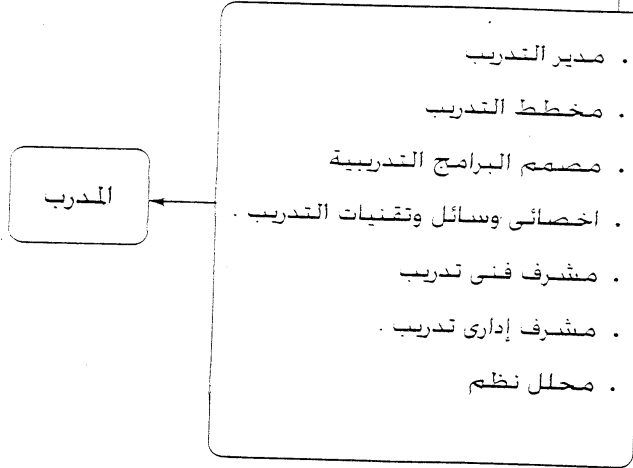 . مدير التدريب
. مخطط التدريب
. مصمم البرامج التدريبية
. اخصائى وسائل وتقنيات التدريب .
. مشرف فنى تدريب
. مشرف إدارى تدريب .
. محلل نظم
المدرب